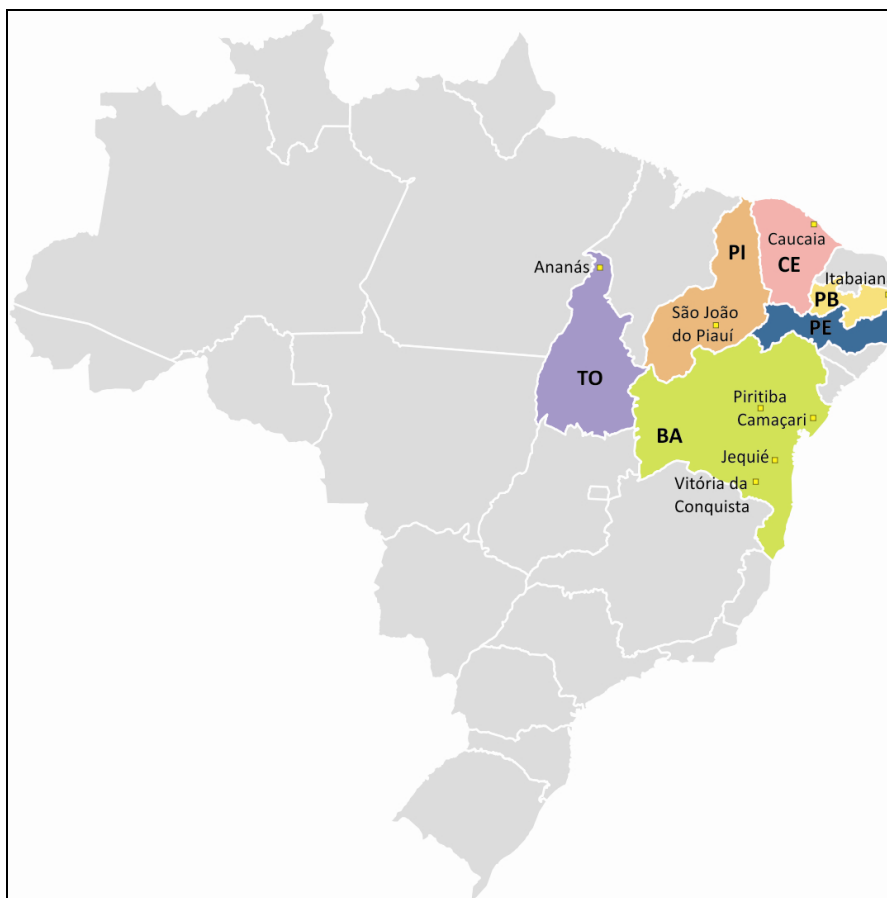 Caucaia
PI
CE
Ananás
Itabaian
PB
São João
do Piauí
PE
TO
Piritiba
Camaçari
BA
Jequié
Vitória da
Conquista